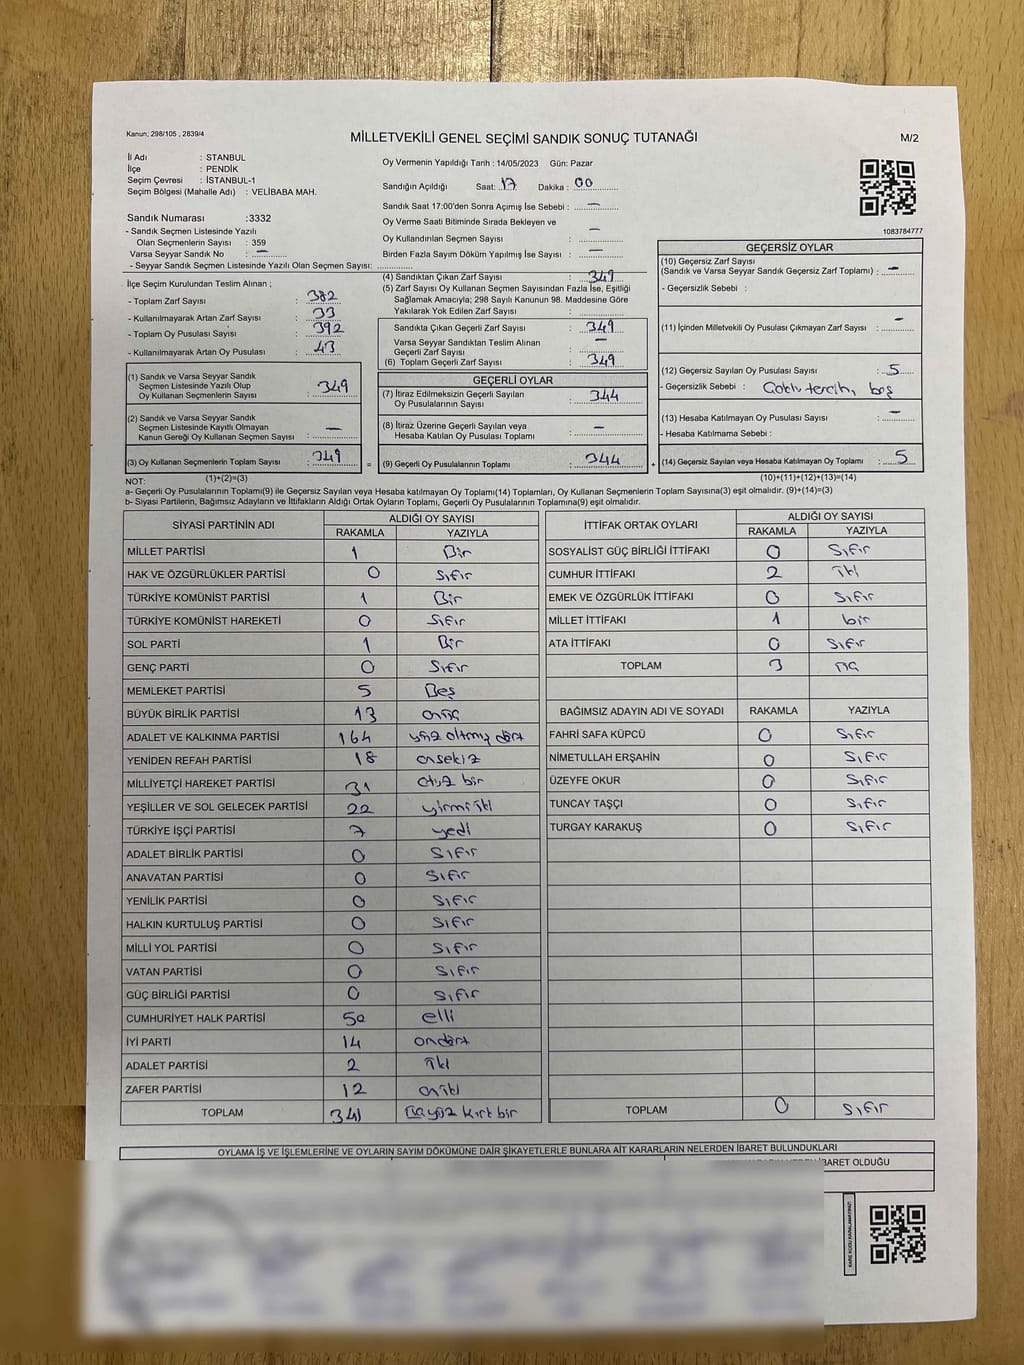 Kanun; 298/105 , 2839/4
MİLLETVEKİLİ GENEL SEÇİMİ SANDIK SONUÇ TUTANAĞI
M/2
İl Adı : STANBUL
İlçe : PENDİK
Seçim Çevresi : İSTANBUL-1
Seçim Bölgesi (Mahalle Adı) : VELİBABA MAH.
Sandık Numarası :3332
- Sandık Seçmen Listesinde Yazılı
Olan Seçmenlerin Sayısı : 359
Varsa Seyyar Sandık No : —
- Seyyar Sandık Seçmen Listesinde Yazılı Olan Seçmen Sayısı: ..............
Oy Vermenin Yapıldığı Tarih : 14/05/2023 Gün: Pazar
Sandığın Açıldığı Saat: 17 Dakika : 00
Sandık Saat 17:00'den Sonra Açımış İse Sebebi : —
Oy Verme Saati Bitiminde Sırada Bekleyen ve
Oy Kullandırılan Seçmen Sayısı : —
Birden Fazla Sayım Döküm Yapılmış İse Sayısı : —
1083784777
İlçe Seçim Kurulundan Teslim Alınan ;
- Toplam Zarf Sayısı : 382
- Kullanılmayarak Artan Zarf Sayısı : 33
- Toplam Oy Pusulası Sayısı : 392
- Kullanılmayarak Artan Oy Pusulası : 43
(1) Sandık ve Varsa Seyyar Sandık
Seçmen Listesinde Yazılı Olup
Oy Kullanan Seçmenlerin Sayısı : 349
(2) Sandık ve Varsa Seyyar Sandık
Seçmen Listesinde Kayıtlı Olmayan
Kanun Gereği Oy Kullanan Seçmen Sayısı : —
(3) Oy Kullanan Seçmenlerin Toplam Sayısı : 349
(1)+(2)=(3)
(4) Sandıktan Çıkan Zarf Sayısı : 349
(5) Zarf Sayısı Oy Kullanan Seçmen Sayısından Fazla İse, Eşitliği
Sağlamak Amacıyla; 298 Sayılı Kanunun 98. Maddesine Göre
Yakılarak Yok Edilen Zarf Sayısı :
Sandıkta Çıkan Geçerli Zarf Sayısı : 349
Varsa Seyyar Sandıktan Teslim Alınan
Geçerli Zarf Sayısı : —
(6) Toplam Geçerli Zarf Sayısı : 349
GEÇERLİ OYLAR
(7) İtiraz Edilmeksizin Geçerli Sayılan
Oy Pusulalarının Sayısı : 344
(8) İtiraz Üzerine Geçerli Sayılan veya
Hesaba Katılan Oy Pusulası Toplamı : —
= (9) Geçerli Oy Pusulalarının Toplamı : 344
GEÇERSİZ OYLAR
(10) Geçersiz Zarf Sayısı
(Sandık ve Varsa Seyyar Sandık Geçersiz Zarf Toplamı) : —
- Geçersizlik Sebebi :
(11) İçinden Milletvekili Oy Pusulası Çıkmayan Zarf Sayısı : —
(12) Geçersiz Sayılan Oy Pusulası Sayısı : 5
- Geçersizlik Sebebi : Çoklu tercih, boş
(13) Hesaba Katılmayan Oy Pusulası Sayısı : —
- Hesaba Katılmama Sebebi :
+ (14) Geçersiz Sayılan veya Hesaba Katılmayan Oy Toplamı : 5
(10)+(11)+(12)+(13)=(14)
NOT:
a- Geçerli Oy Pusulalarının Toplamı(9) ile Geçersiz Sayılan veya Hesaba Katılmayan Oy Toplamı(14) Toplamları, Oy Kullanan Seçmenlerin Toplam Sayısına(3) eşit olmalıdır. (9)+(14)=(3)
b- Siyasi Partilerin, Bağımsız Adayların ve İttifakların Aldığı Ortak Oyların Toplamı, Geçerli Oy Pusulalarının Toplamına(9) eşit olmalıdır.
SİYASİ PARTİNİN ADI ALDIĞI OY SAYISI
RAKAMLA YAZIYLA
MİLLET PARTİSİ 1 Bir
HAK VE ÖZGÜRLÜKLER PARTİSİ 0 Sıfır
TÜRKİYE KOMÜNİST PARTİSİ 1 Bir
TÜRKİYE KOMÜNİST HAREKETİ 0 Sıfır
SOL PARTİ 1 Bir
GENÇ PARTİ 0 Sıfır
MEMLEKET PARTİSİ 5 Beş
BÜYÜK BİRLİK PARTİSİ 13 onüç
ADALET VE KALKINMA PARTİSİ 164 yüz altmış dört
YENİDEN REFAH PARTİSİ 18 onsekiz
MİLLİYETÇİ HAREKET PARTİSİ 31 otuz bir
YEŞİLLER VE SOL GELECEK PARTİSİ 22 yirmi iki
TÜRKİYE İŞÇİ PARTİSİ 7 yedi
ADALET BİRLİK PARTİSİ 0 Sıfır
ANAVATAN PARTİSİ 0 Sıfır
YENİLİK PARTİSİ 0 Sıfır
HALKIN KURTULUŞ PARTİSİ 0 Sıfır
MİLLİ YOL PARTİSİ 0 Sıfır
VATAN PARTİSİ 0 Sıfır
GÜÇ BİRLİĞİ PARTİSİ 0 Sıfır
CUMHURİYET HALK PARTİSİ 50 elli
İYİ PARTİ 14 ondört
ADALET PARTİSİ 2 iki
ZAFER PARTİSİ 12 oniki
TOPLAM 341 üçyüz kırk bir
İTTİFAK ORTAK OYLARI ALDIĞI OY SAYISI
RAKAMLA YAZIYLA
SOSYALİST GÜÇ BİRLİĞİ İTTİFAKI 0 Sıfır
CUMHUR İTTİFAKI 2 iki
EMEK VE ÖZGÜRLÜK İTTİFAKI 0 Sıfır
MİLLET İTTİFAKI 1 bir
ATA İTTİFAKI 0 Sıfır
TOPLAM 3 üç
BAĞIMSIZ ADAYIN ADI VE SOYADI RAKAMLA YAZIYLA
FAHRİ SAFA KÜPCÜ 0 Sıfır
NİMETULLAH ERŞAHİN 0 Sıfır
ÜZEYFE OKUR 0 Sıfır
TUNCAY TAŞÇI 0 Sıfır
TURGAY KARAKUŞ 0 Sıfır
TOPLAM 0 Sıfır
OYLAMA İŞ VE İŞLEMLERİNE VE OYLARIN SAYIM DÖKÜMÜNE DAİR ŞİKAYETLERLE BUNLARA AİT KARARLARIN NELERDEN İBARET BULUNDUKLARI
İBARET OLDUĞU
KARE KODU KARALAMAYINIZ!